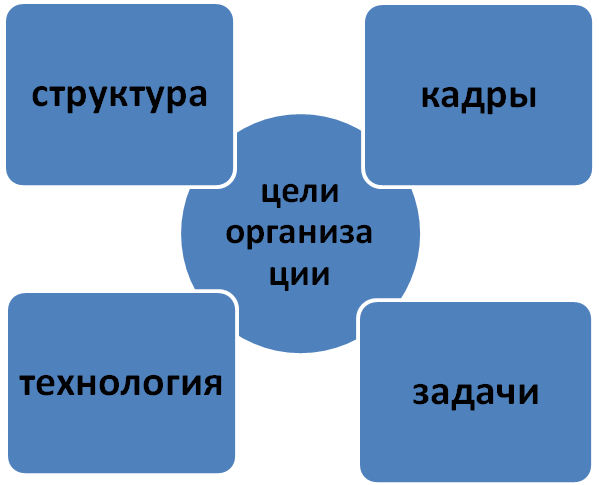 структура
кадры
цели
организа
ции
технология
задачи